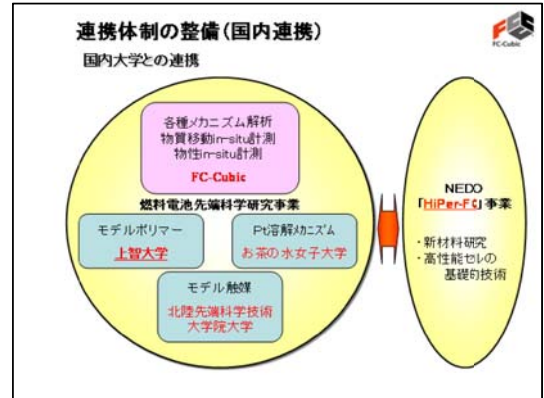 連携体制の整備(国内連携)
FC-Cubic
国内大学との連携
各種メカニズム解析
物質移動in-situ計測
物性in-situ計測
FC-Cubic
燃料電池先端科学研究事業
モデルポリマー
上智大学
Pt溶解メカニズム
お茶の水女子大学
モデル触媒
北陸先端科学技術
大学院大学
NEDO
「HiPer-FC」事業
・新材料研究
・高性能セルの
基礎的技術